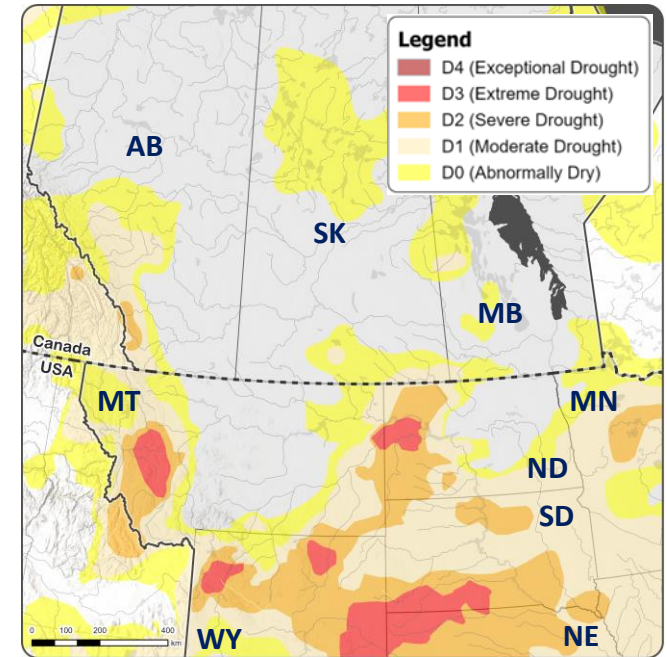 Legend
D4 (Exceptional Drought)
D3 (Extreme Drought)
D2 (Severe Drought)
D1 (Moderate Drought)
D0 (Abnormally Dry)
AB
SK
MB
Canada
USA
MT
MN
ND
SD
WY
NE
0 100 200 400
km